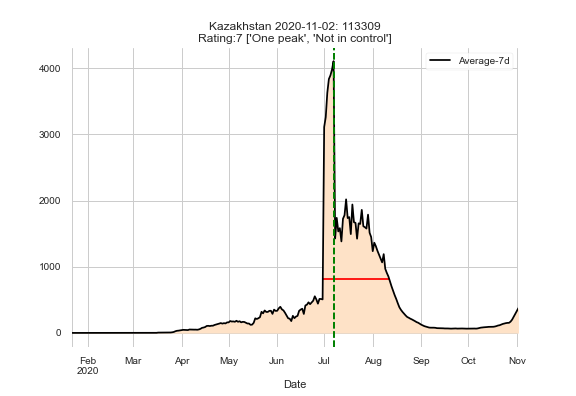 Kazakhstan 2020-11-02: 113309
Rating:7 ['One peak', 'Not in control']
Average-7d
4000
3000
2000
1000
0
Feb Mar Apr May Jun Jul Aug Sep Oct Nov
2020
Date